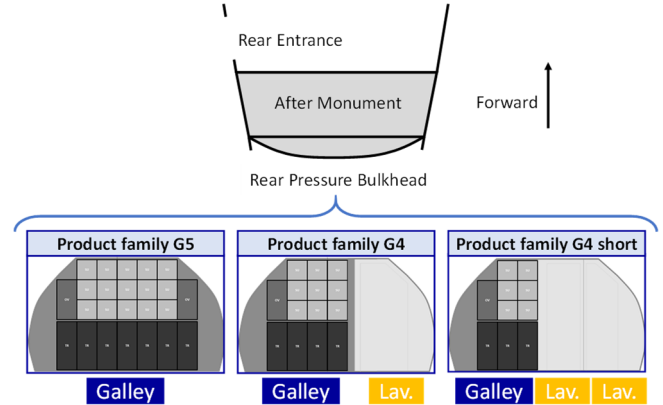 Rear Entrance
After Monument
Forward
Rear Pressure Bulkhead
Product family G5
Product family G4
Product family G4 short
Galley
Galley
Lav.
Galley
Lav.
Lav.